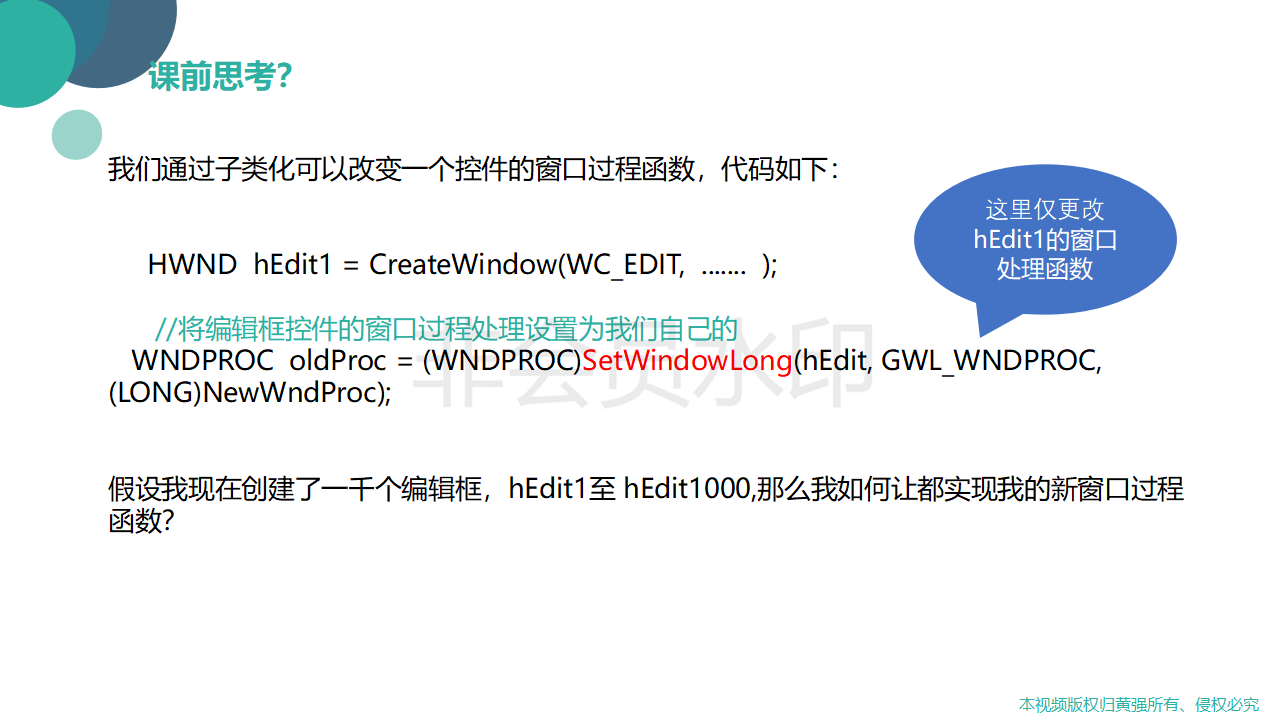 课前思考?
我们通过子类化可以改变一个控件的窗口过程函数，代码如下：
这里仅更改
hEdit1的窗口
处理函数
HWND hEdit1 = CreateWindow(WC_EDIT, ....... );
//将编辑框控件的窗口过程处理设置为我们自己的
WNDPROC oldProc = (WNDPROC)SetWindowLong(hEdit, GWL_WNDPROC,
(LONG)NewWndProc);
非会员水印
假设我现在创建了一千个编辑框，hEdit1至 hEdit1000,那么我如何让都实现我的新窗口过程
函数?
本视频版权归黄强所有、侵权必究